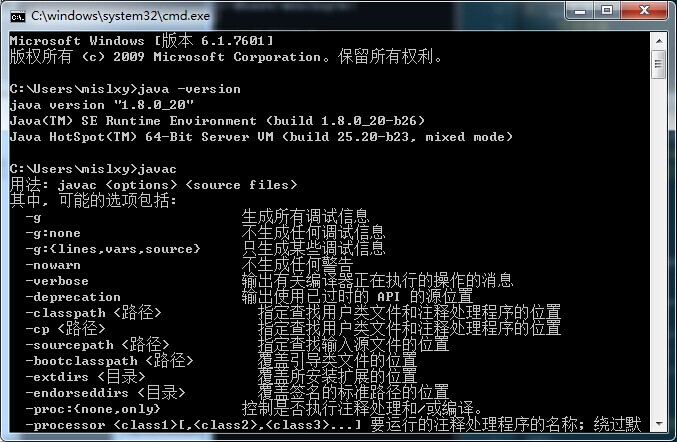 C:\windows\system32\cmd.exe
Microsoft Windows [版本 6.1.7601]
版权所有 (c) 2009 Microsoft Corporation。保留所有权利。
C:\Users\mislxy>java -version
java version "1.8.0_20"
Java(TM) SE Runtime Environment (build 1.8.0_20-b26)
Java HotSpot(TM) 64-Bit Server VM (build 25.20-b23, mixed mode)
C:\Users\mislxy>javac
用法: javac <options> <source files>
其中, 可能的选项包括:
-g 生成所有调试信息
-g:none 不生成任何调试信息
-g:{lines,vars,source} 只生成某些调试信息
-nowarn 不生成任何警告
-verbose 输出有关编译器正在执行的操作的消息
-deprecation 输出使用已过时的 API 的源位置
-classpath <路径> 指定查找用户类文件和注释处理程序的位置
-cp <路径> 指定查找用户类文件和注释处理程序的位置
-sourcepath <路径> 指定查找输入源文件的位置
-bootclasspath <路径> 覆盖引导类文件的位置
-extdirs <目录> 覆盖所安装扩展的位置
-endorseddirs <目录> 覆盖签名的标准路径的位置
-proc:{none,only} 控制是否执行注释处理和/或编译。
-processor <class1>[,<class2>,<class3>...] 要运行的注释处理程序的名称; 绕过默